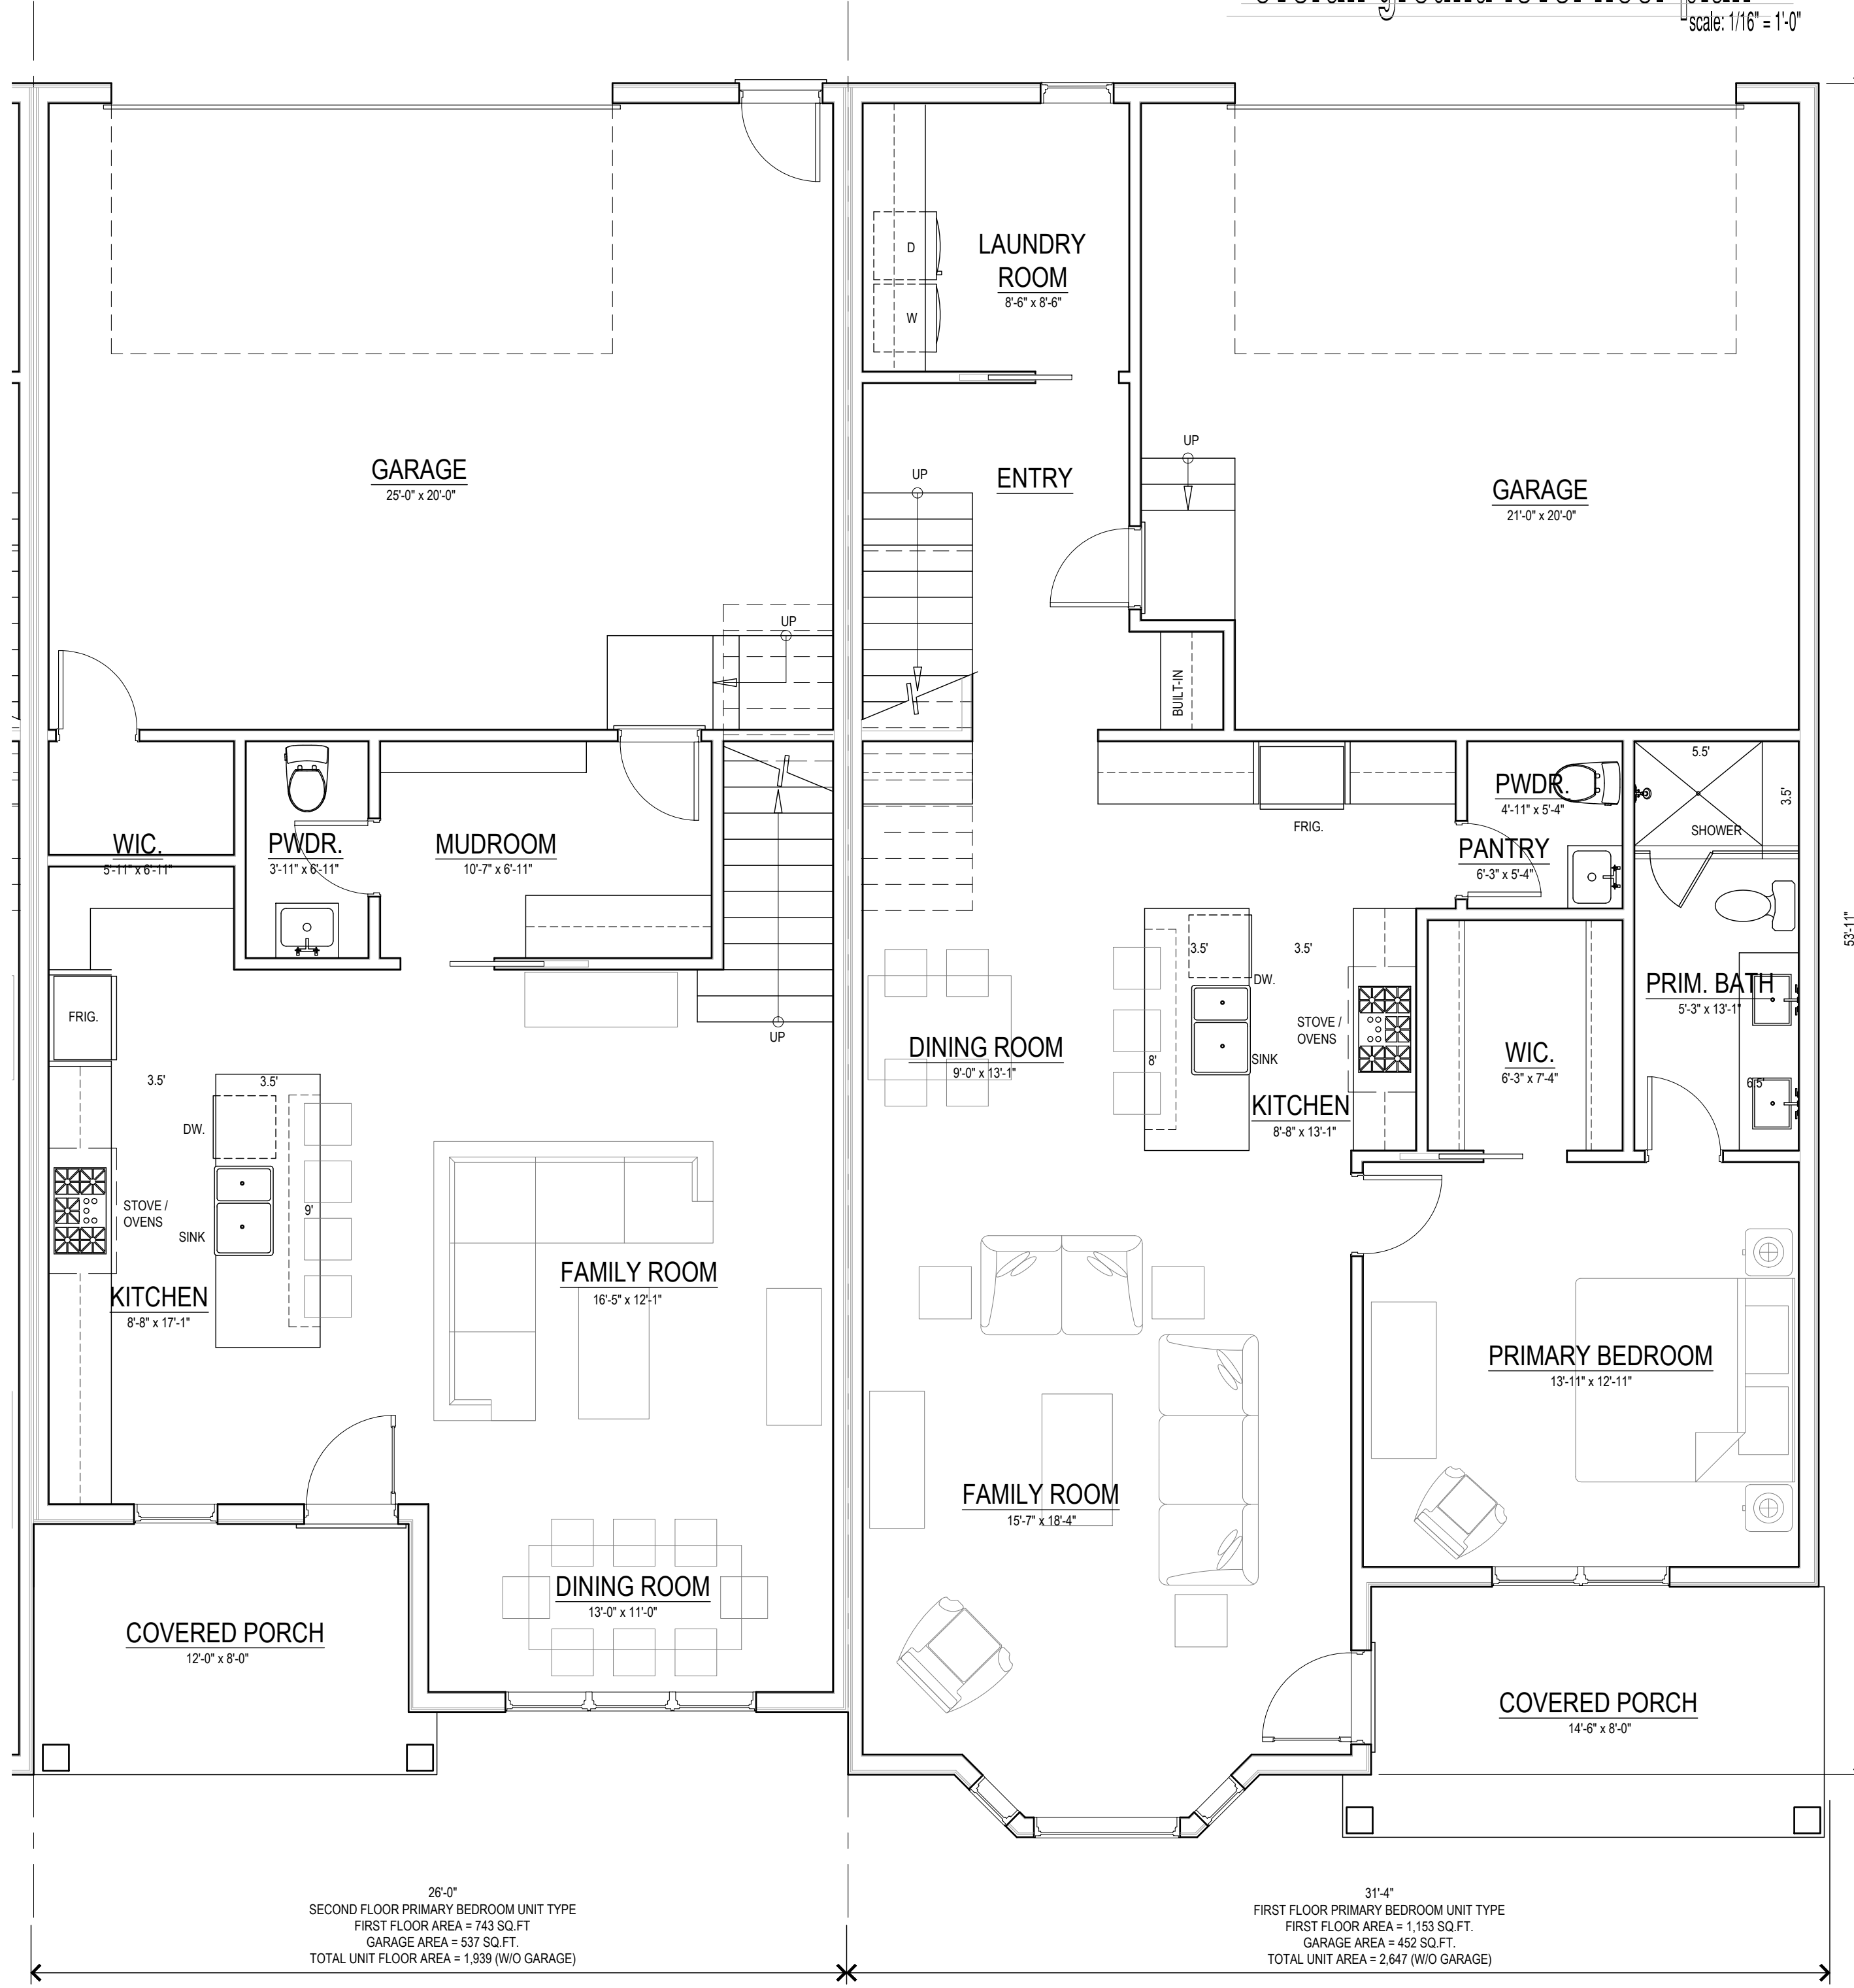 scale: 1/16" = 1'-0"
GARAGE
25'-0" x 20'-0"
UP
WIC.
5'-11" x 6'-11"
PWDR.
3'-11" x 6'-11"
MUDROOM
10'-7" x 6'-11"
UP
FRIG.
3.5'
3.5'
DW.
STOVE /
OVENS
SINK
9'
KITCHEN
8'-8" x 17'-1"
FAMILY ROOM
16'-5" x 12'-1"
DINING ROOM
13'-0" x 11'-0"
COVERED PORCH
12'-0" x 8'-0"
D
W
LAUNDRY
ROOM
8'-6" x 8'-6"
UP
ENTRY
UP
GARAGE
21'-0" x 20'-0"
BUILT-IN
FRIG.
PWDR.
4'-11" x 5'-4"
PANTRY
6'-3" x 5'-4"
5.5'
3.5'
SHOWER
3.5'
3.5'
DW.
STOVE /
OVENS
SINK
8'
DINING ROOM
9'-0" x 13'-1"
KITCHEN
8'-8" x 13'-1"
WIC.
6'-3" x 7'-4"
PRIM. BATH
5'-3" x 13'-1"
6.5'
53'-11"
PRIMARY BEDROOM
13'-11" x 12'-11"
FAMILY ROOM
15'-7" x 18'-4"
COVERED PORCH
14'-6" x 8'-0"
26'-0"
SECOND FLOOR PRIMARY BEDROOM UNIT TYPE
FIRST FLOOR AREA = 743 SQ.FT
GARAGE AREA = 537 SQ.FT.
TOTAL UNIT FLOOR AREA = 1,939 (W/O GARAGE)
31'-4"
FIRST FLOOR PRIMARY BEDROOM UNIT TYPE
FIRST FLOOR AREA = 1,153 SQ.FT.
GARAGE AREA = 452 SQ.FT.
TOTAL UNIT AREA = 2,647 (W/O GARAGE)